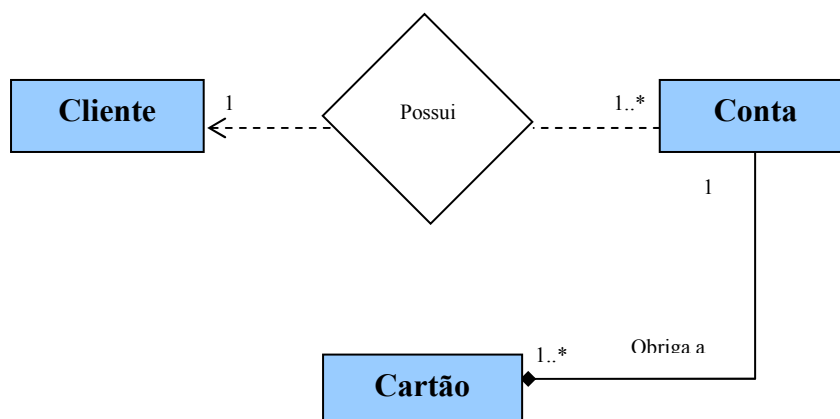 Cliente
1
Possui
1..*
Conta
1
Obriga a
1..*
Cartão